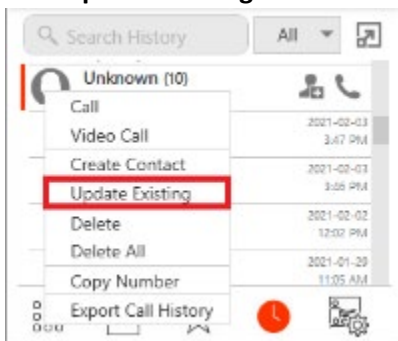 Search History
All
Unknown (10)
Call
Video Call
2021-02-03
3:47 PM
Create Contact
2021-02-03
3:46 PM
Update Existing
Delete
2021-02-02
12:02 PM
Delete All
2021-01-29
11:05 AM
Copy Number
Export Call History